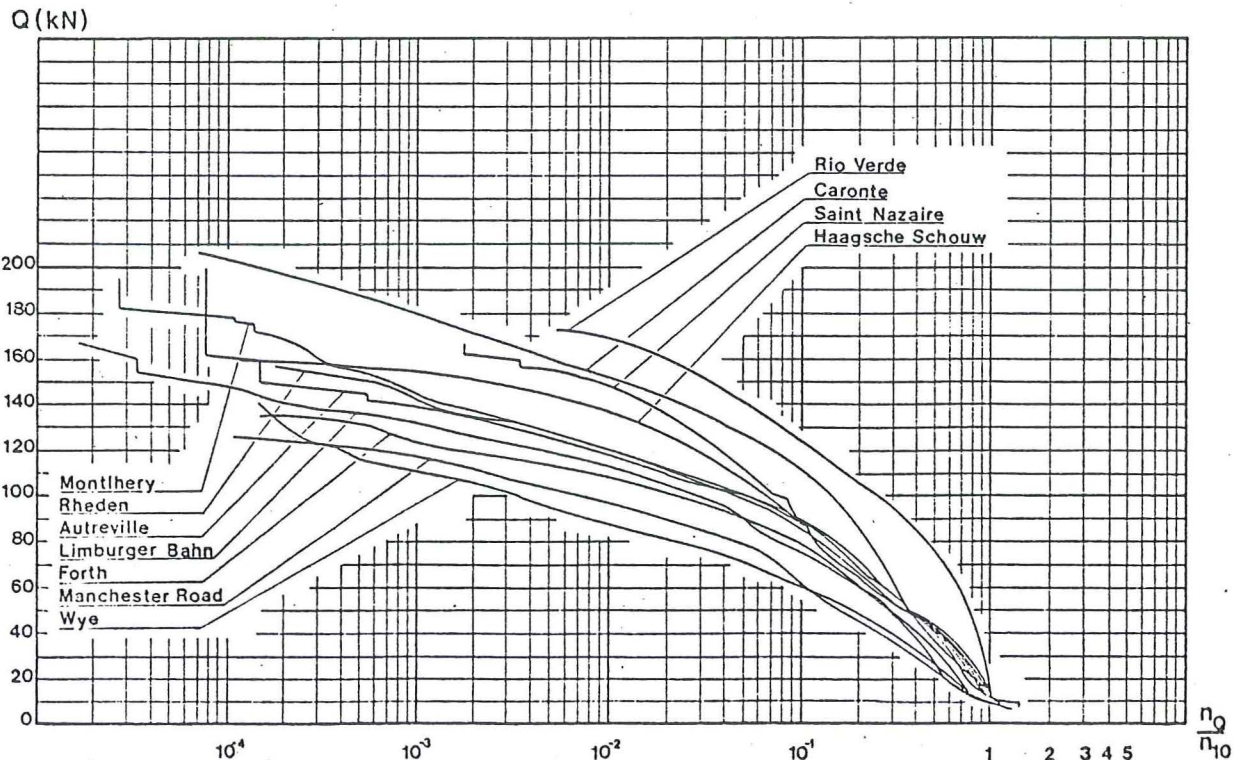 Q (kN)
Rio Verde
Caronte
Saint Nazaire
Haagsche Schouw
200
180
160
140
120
100
80
60
40
20
0
Montlhery
Rheden
Autreville
Limburger Bahn
Forth
Manchester Road
Wye
10⁻⁴ 10⁻³ 10⁻² 10⁻¹ 1 2 3 4 5
n_Q
n_10